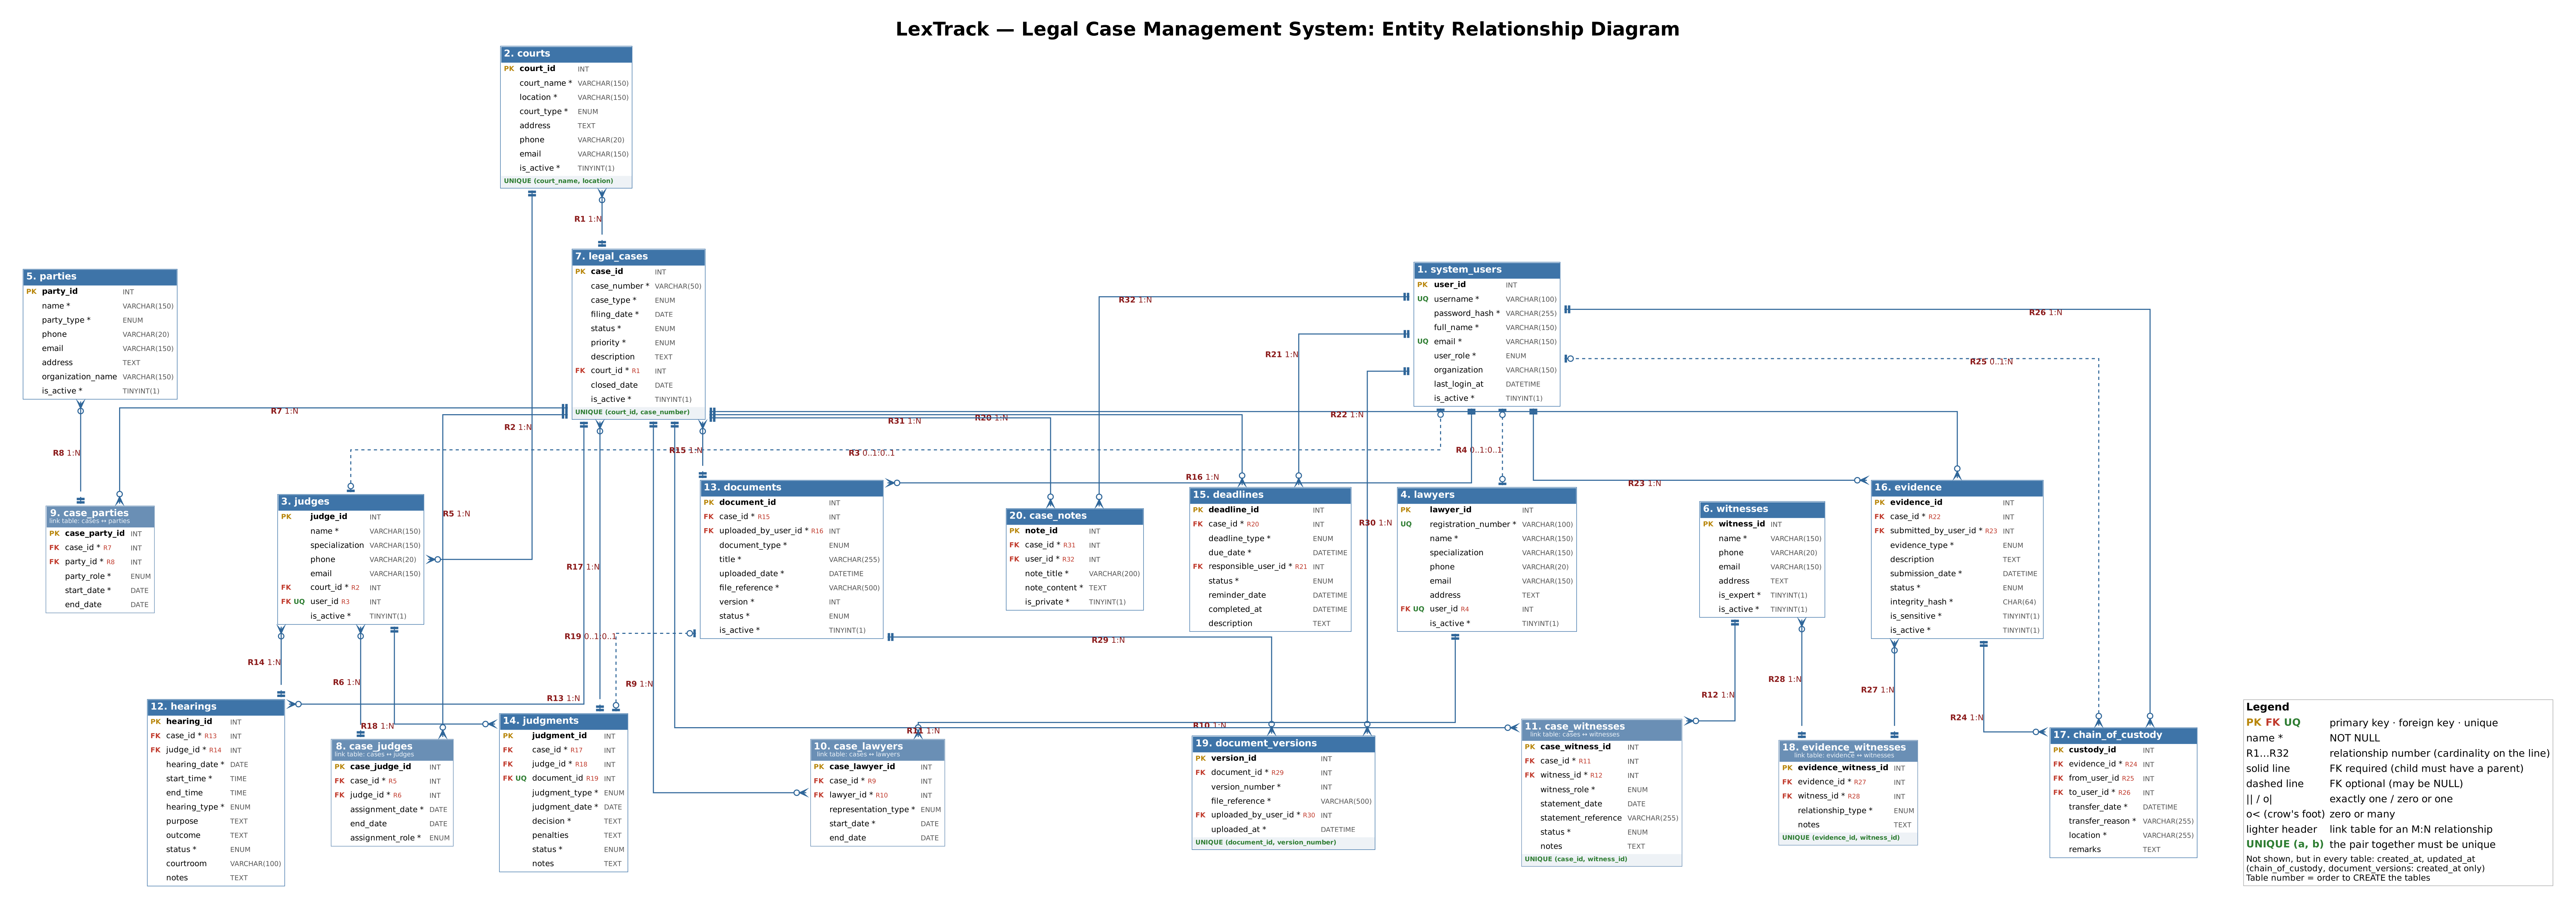 LexTrack — Legal Case Management System: Entity Relationship Diagram
2. courts
PK court_id INT
court_name * VARCHAR(150)
location * VARCHAR(150)
court_type * ENUM
address TEXT
phone VARCHAR(20)
email VARCHAR(150)
is_active * TINYINT(1)
UNIQUE (court_name, location)
R1 1:N
7. legal_cases
PK case_id INT
case_number * VARCHAR(50)
case_type * ENUM
filing_date * DATE
status * ENUM
priority * ENUM
description TEXT
FK court_id * R1 INT
closed_date DATE
is_active * TINYINT(1)
UNIQUE (court_id, case_number)
1. system_users
PK user_id INT
UQ username * VARCHAR(100)
password_hash * VARCHAR(255)
full_name * VARCHAR(150)
UQ email * VARCHAR(150)
user_role * ENUM
organization VARCHAR(150)
last_login_at DATETIME
is_active * TINYINT(1)
5. parties
PK party_id INT
name * VARCHAR(150)
party_type * ENUM
phone VARCHAR(20)
email VARCHAR(150)
address TEXT
organization_name VARCHAR(150)
is_active * TINYINT(1)
R32 1:N
R26 1:N
R21 1:N
R25 0..1:N
R7 1:N
R22 1:N
R20 1:N
R31 1:N
R2 1:N
R8 1:N
R15 1:N
R3 0..1:0..1
R4 0..1:0..1
R16 1:N
R23 1:N
R5 1:N
R30 1:N
R17 1:N
9. case_parties
link table: cases ↔ parties
PK case_party_id INT
FK case_id * R7 INT
FK party_id * R8 INT
party_role * ENUM
start_date * DATE
end_date DATE
3. judges
PK judge_id INT
name * VARCHAR(150)
specialization VARCHAR(150)
phone VARCHAR(20)
email VARCHAR(150)
FK court_id * R2 INT
FK UQ user_id R3 INT
is_active * TINYINT(1)
13. documents
PK document_id INT
FK case_id * R15 INT
FK uploaded_by_user_id * R16 INT
document_type * ENUM
title * VARCHAR(255)
uploaded_date * DATETIME
file_reference * VARCHAR(500)
version * INT
status * ENUM
is_active * TINYINT(1)
20. case_notes
PK note_id INT
FK case_id * R31 INT
FK user_id * R32 INT
note_title * VARCHAR(200)
note_content * TEXT
is_private * TINYINT(1)
15. deadlines
PK deadline_id INT
FK case_id * R20 INT
deadline_type * ENUM
due_date * DATETIME
FK responsible_user_id * R21 INT
status * ENUM
reminder_date DATETIME
completed_at DATETIME
description TEXT
4. lawyers
PK lawyer_id INT
UQ registration_number * VARCHAR(100)
name * VARCHAR(150)
specialization VARCHAR(150)
phone VARCHAR(20)
email VARCHAR(150)
address TEXT
FK UQ user_id R4 INT
is_active * TINYINT(1)
6. witnesses
PK witness_id INT
name * VARCHAR(150)
phone VARCHAR(20)
email VARCHAR(150)
address TEXT
is_expert * TINYINT(1)
is_active * TINYINT(1)
16. evidence
PK evidence_id INT
FK case_id * R22 INT
FK submitted_by_user_id * R23 INT
evidence_type * ENUM
description TEXT
submission_date * DATETIME
status * ENUM
integrity_hash * CHAR(64)
is_sensitive * TINYINT(1)
is_active * TINYINT(1)
R19 0..1:0..1
R29 1:N
R14 1:N
R6 1:N
R13 1:N
R9 1:N
R12 1:N
R28 1:N
R27 1:N
R24 1:N
R18 1:N
R11 1:N
R10 1:N
12. hearings
PK hearing_id INT
FK case_id * R13 INT
FK judge_id * R14 INT
hearing_date * DATE
start_time * TIME
end_time TIME
hearing_type * ENUM
purpose TEXT
outcome TEXT
status * ENUM
courtroom VARCHAR(100)
notes TEXT
8. case_judges
link table: cases ↔ judges
PK case_judge_id INT
FK case_id * R5 INT
FK judge_id * R6 INT
assignment_date * DATE
end_date DATE
assignment_role * ENUM
14. judgments
PK judgment_id INT
FK case_id * R17 INT
FK judge_id * R18 INT
FK UQ document_id R19 INT
judgment_type * ENUM
judgment_date * DATE
decision * TEXT
penalties TEXT
status * ENUM
notes TEXT
10. case_lawyers
link table: cases ↔ lawyers
PK case_lawyer_id INT
FK case_id * R9 INT
FK lawyer_id * R10 INT
representation_type * ENUM
start_date * DATE
end_date DATE
19. document_versions
PK version_id INT
FK document_id * R29 INT
version_number * INT
file_reference * VARCHAR(500)
FK uploaded_by_user_id * R30 INT
uploaded_at * DATETIME
UNIQUE (document_id, version_number)
11. case_witnesses
link table: cases ↔ witnesses
PK case_witness_id INT
FK case_id * R11 INT
FK witness_id * R12 INT
witness_role * ENUM
statement_date DATE
statement_reference VARCHAR(255)
status * ENUM
notes TEXT
UNIQUE (case_id, witness_id)
18. evidence_witnesses
link table: evidence ↔ witnesses
PK evidence_witness_id INT
FK evidence_id * R27 INT
FK witness_id * R28 INT
relationship_type * ENUM
notes TEXT
UNIQUE (evidence_id, witness_id)
17. chain_of_custody
PK custody_id INT
FK evidence_id * R24 INT
FK from_user_id R25 INT
FK to_user_id * R26 INT
transfer_date * DATETIME
transfer_reason * VARCHAR(255)
location * VARCHAR(255)
remarks TEXT
Legend
PK FK UQ primary key · foreign key · unique
name * NOT NULL
R1...R32 relationship number (cardinality on the line)
solid line FK required (child must have a parent)
dashed line FK optional (may be NULL)
|| / o| exactly one / zero or one
o< (crow's foot) zero or many
lighter header link table for an M:N relationship
UNIQUE (a, b) the pair together must be unique
Not shown, but in every table: created_at, updated_at
(chain_of_custody, document_versions: created_at only)
Table number = order to CREATE the tables